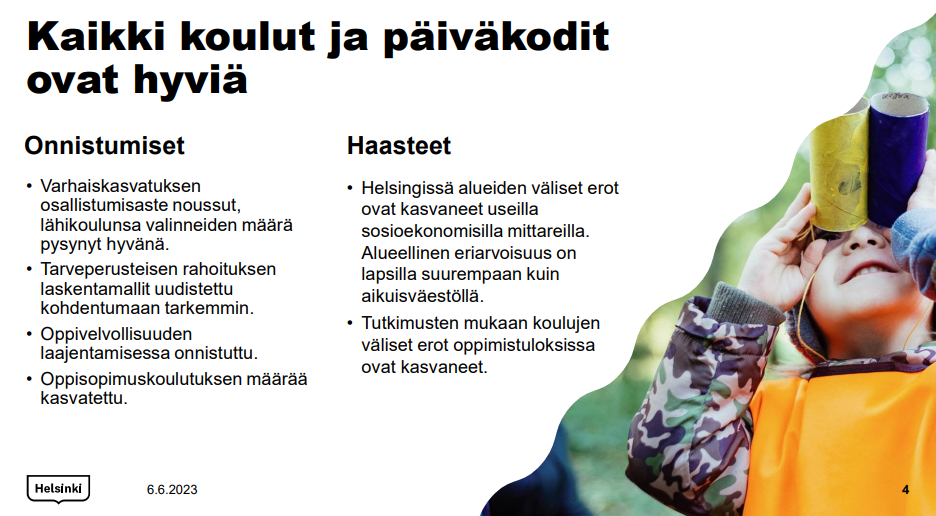 Kaikki koulut ja päiväkodit
ovat hyviä
Onnistumiset
• Varhaiskasvatuksen
osallistumisaste noussut,
lähikoulunsa valinneiden määrä
pysynyt hyvänä.
• Tarveperusteisen rahoituksen
laskentamallit uudistettu
kohdentumaan tarkemmin.
• Oppivelvollisuuden
laajentamisessa onnistuttu.
• Oppisopimuskoulutuksen määrää
kasvatettu.
Haasteet
• Helsingissä alueiden väliset erot
ovat kasvaneet useilla
sosioekonomisilla mittareilla.
Alueellinen eriarvoisuus on
lapsilla suurempaan kuin
aikuisväestöllä.
• Tutkimusten mukaan koulujen
väliset erot oppimistuloksissa
ovat kasvaneet.
Helsinki
6.6.2023
4